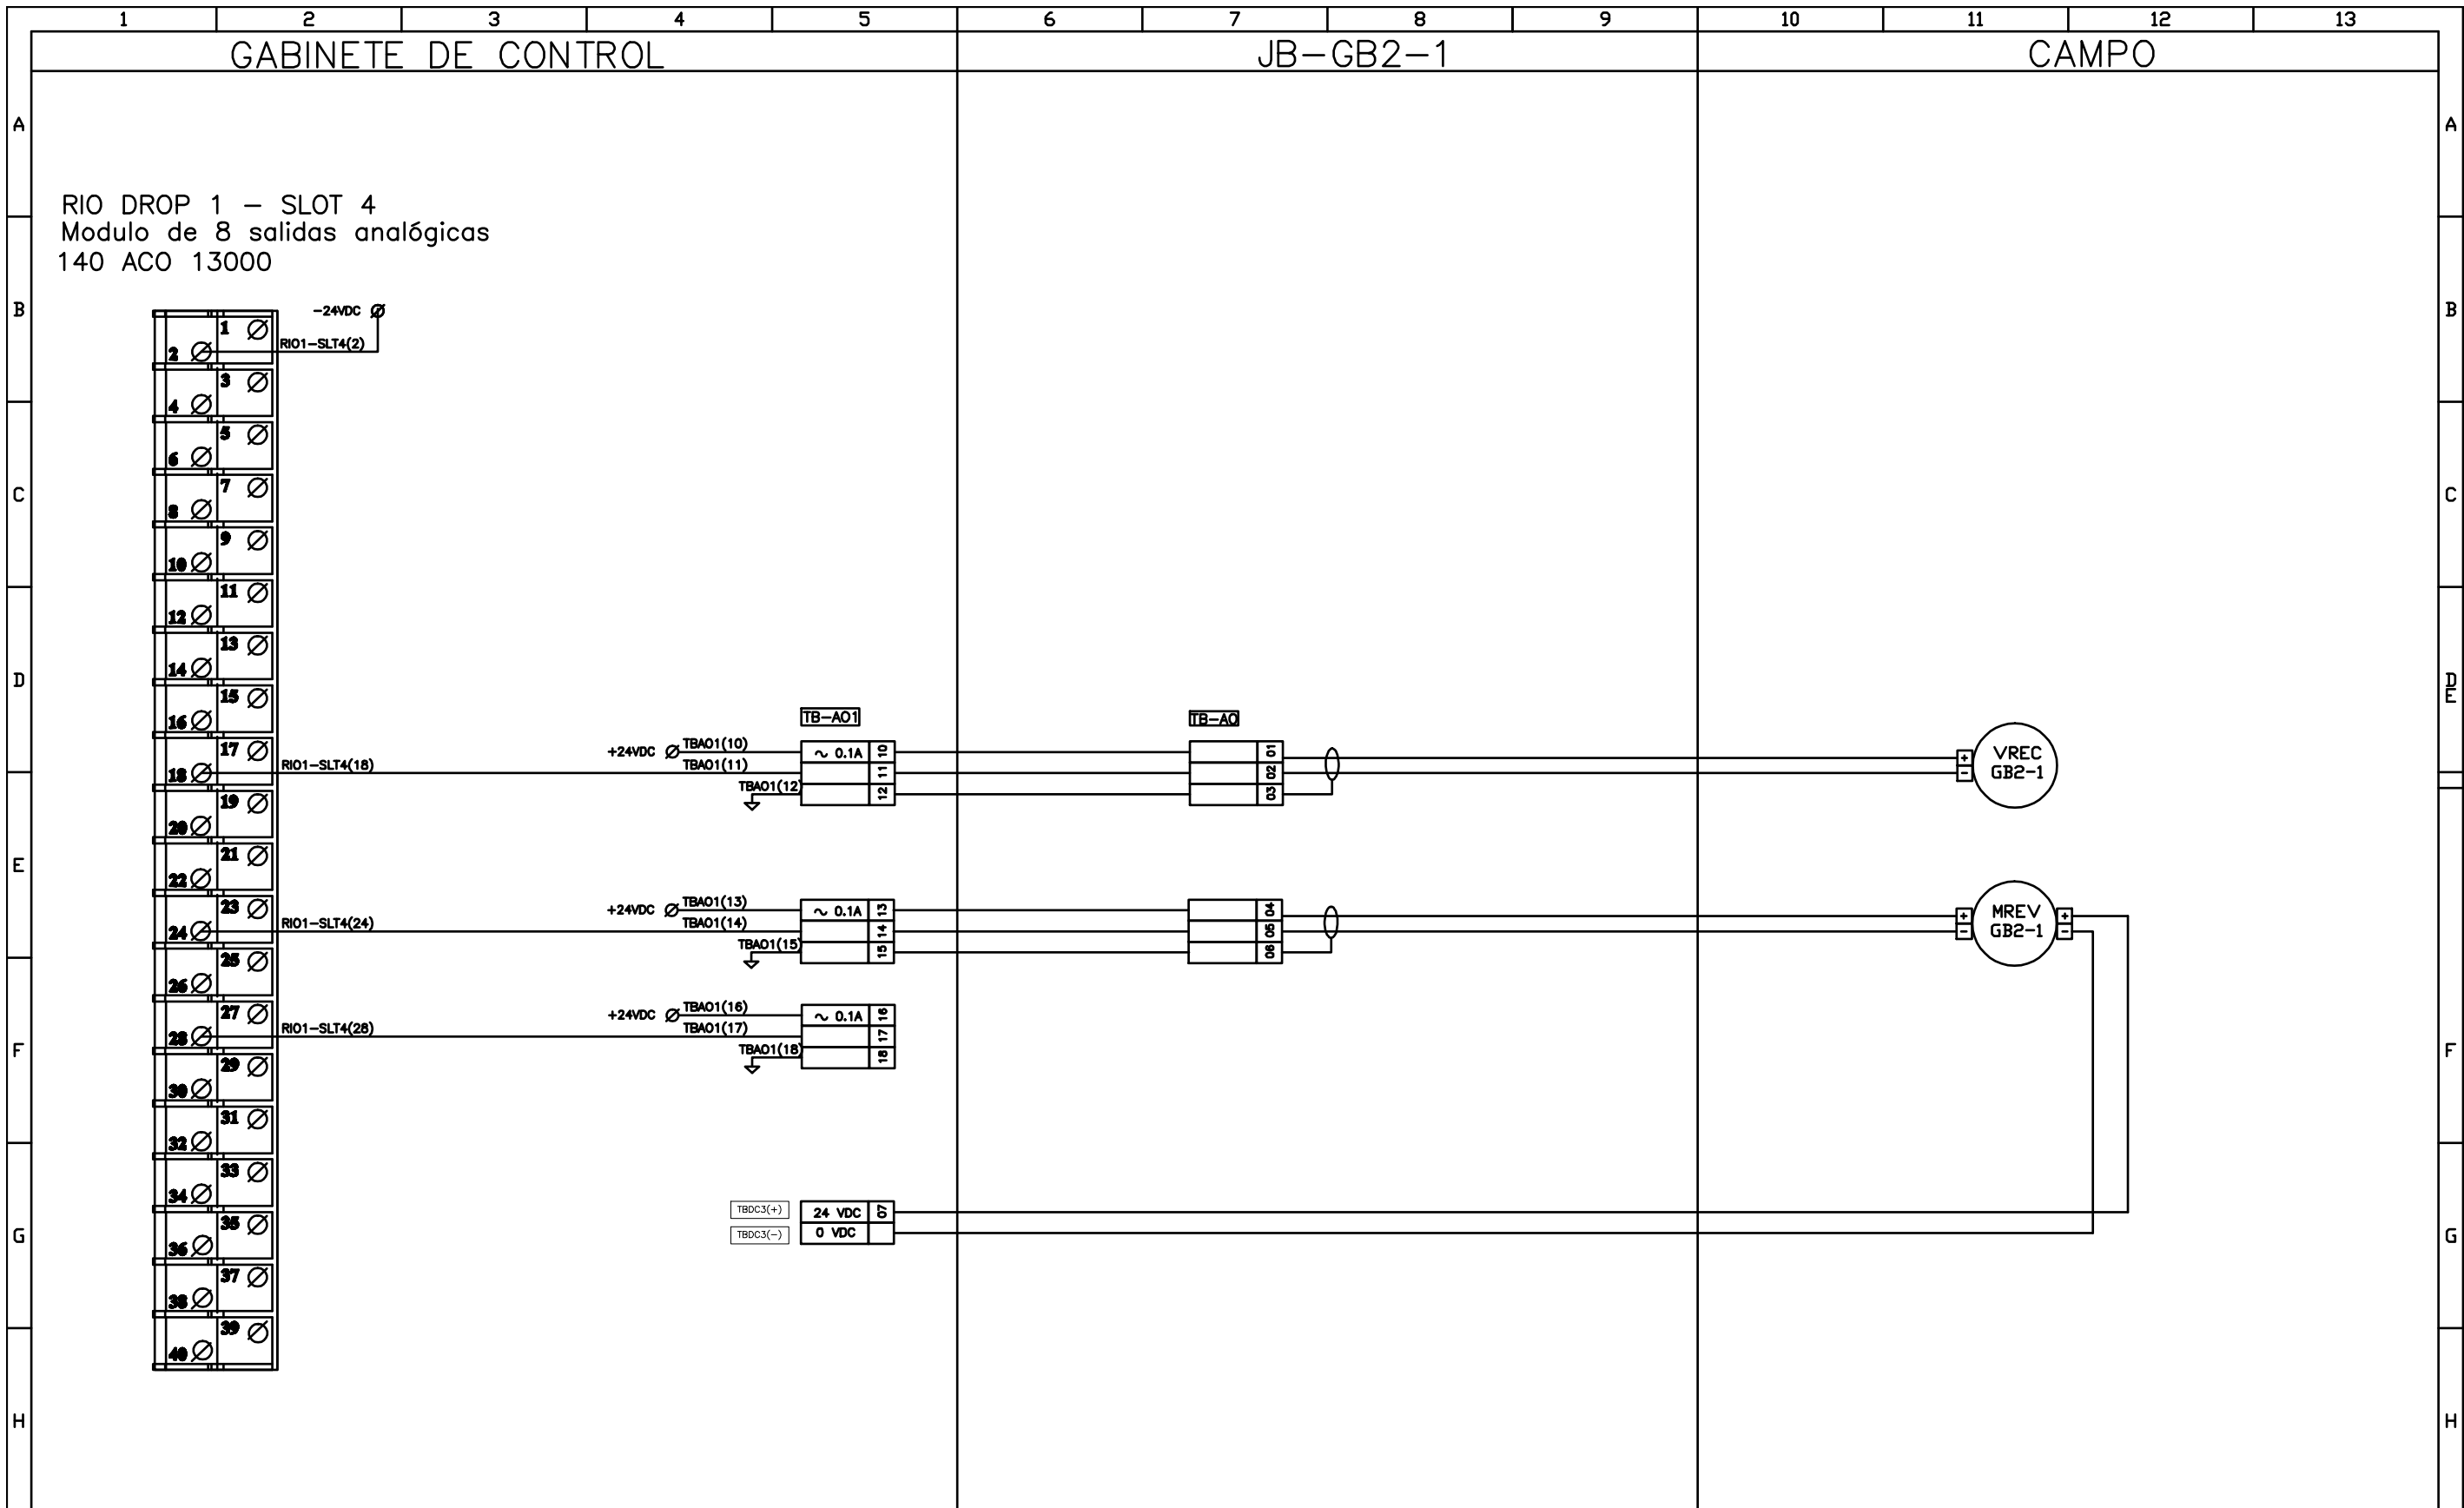 1 2 3 4 5 6 7 8 9 10 11 12 13
GABINETE DE CONTROL
JB-GB2-1
CAMPO
A
A
RIO DROP 1 - SLOT 4
Modulo de 8 salidas analógicas
140 ACO 13000
B
B
-24VDC
1
2
RIO1-SLT4(2)
3
4
5
6
C
C
7
8
9
10
11
12
13
14
D
D
E
15
16
TB-AO1
TB-AO
17
18
RIO1-SLT4(18)
+24VDC
TBAO1(10)
TBAO1(11)
TBAO1(12)
~ 0.1A
10
11
12
01
02
03
+
-
VREC
GB2-1
19
20
E
21
22
23
24
RIO1-SLT4(24)
+24VDC
TBAO1(13)
TBAO1(14)
TBAO1(15)
~ 0.1A
13
14
15
04
05
06
+
-
MREV
GB2-1
+
-
25
26
27
28
RIO1-SLT4(28)
+24VDC
TBAO1(16)
TBAO1(17)
TBAO1(18)
~ 0.1A
16
17
18
F
F
29
30
31
32
33
34
35
36
G
G
TBDC3(+)
24 VDC
07
TBDC3(-)
0 VDC
37
38
39
40
H
H